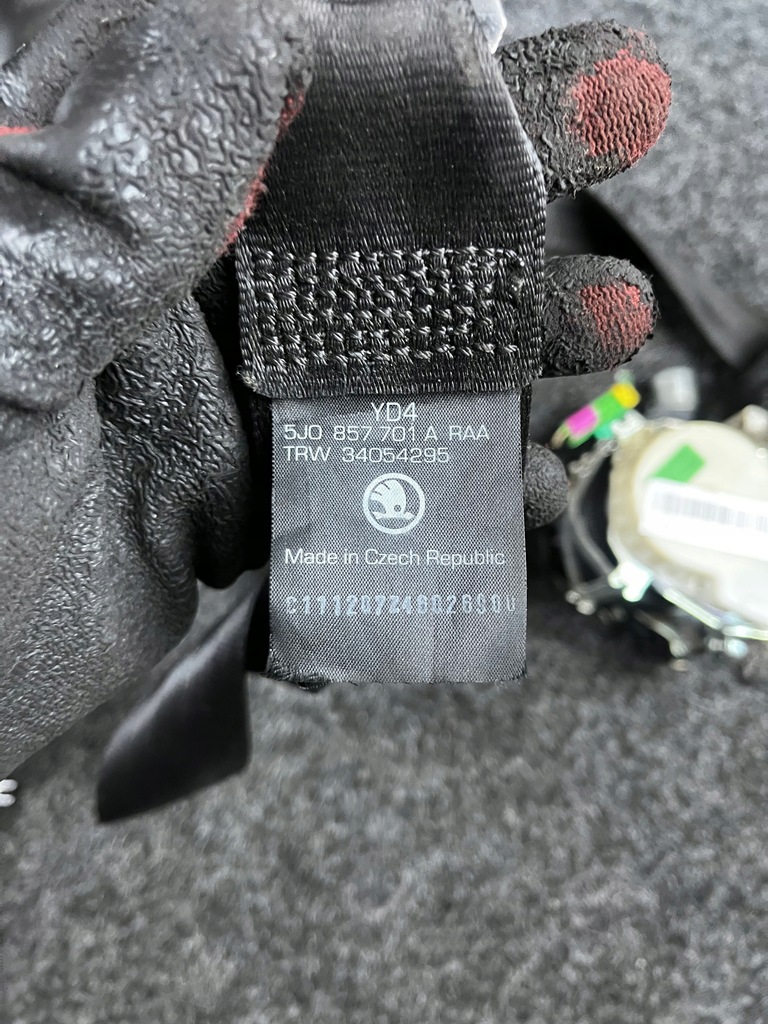 YD4
5J0 857 701 A RAA
TRW 34054295
Made in Czech Republic